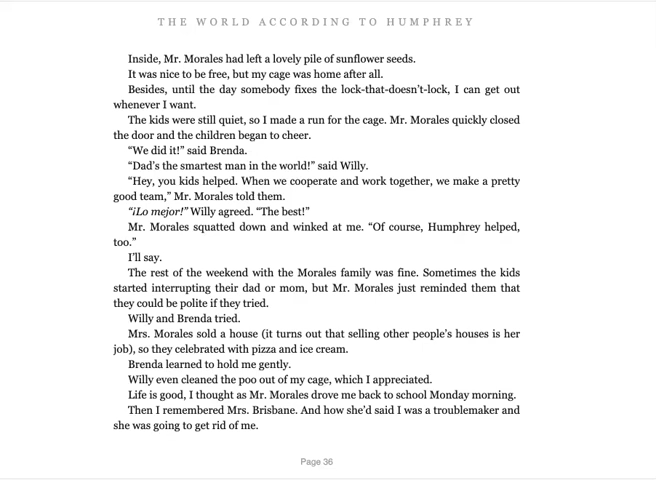 THE WORLD ACCORDING TO HUMPHREY
Inside, Mr. Morales had left a lovely pile of sunflower seeds.
It was nice to be free, but my cage was home after all.
Besides, until the day somebody fixes the lock-that-doesn’t-lock, I can get out
whenever I want.
The kids were still quiet, so I made a run for the cage. Mr. Morales quickly closed
the door and the children began to cheer.
“We did it!” said Brenda.
“Dad’s the smartest man in the world!” said Willy.
“Hey, you kids helped. When we cooperate and work together, we make a pretty
good team,” Mr. Morales told them.
“¡Lo mejor!” Willy agreed. “The best!”
Mr. Morales squatted down and winked at me. “Of course, Humphrey helped,
too.”
I’ll say.
The rest of the weekend with the Morales family was fine. Sometimes the kids
started interrupting their dad or mom, but Mr. Morales just reminded them that
they could be polite if they tried.
Willy and Brenda tried.
Mrs. Morales sold a house (it turns out that selling other people’s houses is her
job), so they celebrated with pizza and ice cream.
Brenda learned to hold me gently.
Willy even cleaned the poo out of my cage, which I appreciated.
Life is good, I thought as Mr. Morales drove me back to school Monday morning.
Then I remembered Mrs. Brisbane. And how she’d said I was a troublemaker and
she was going to get rid of me.
Page 36